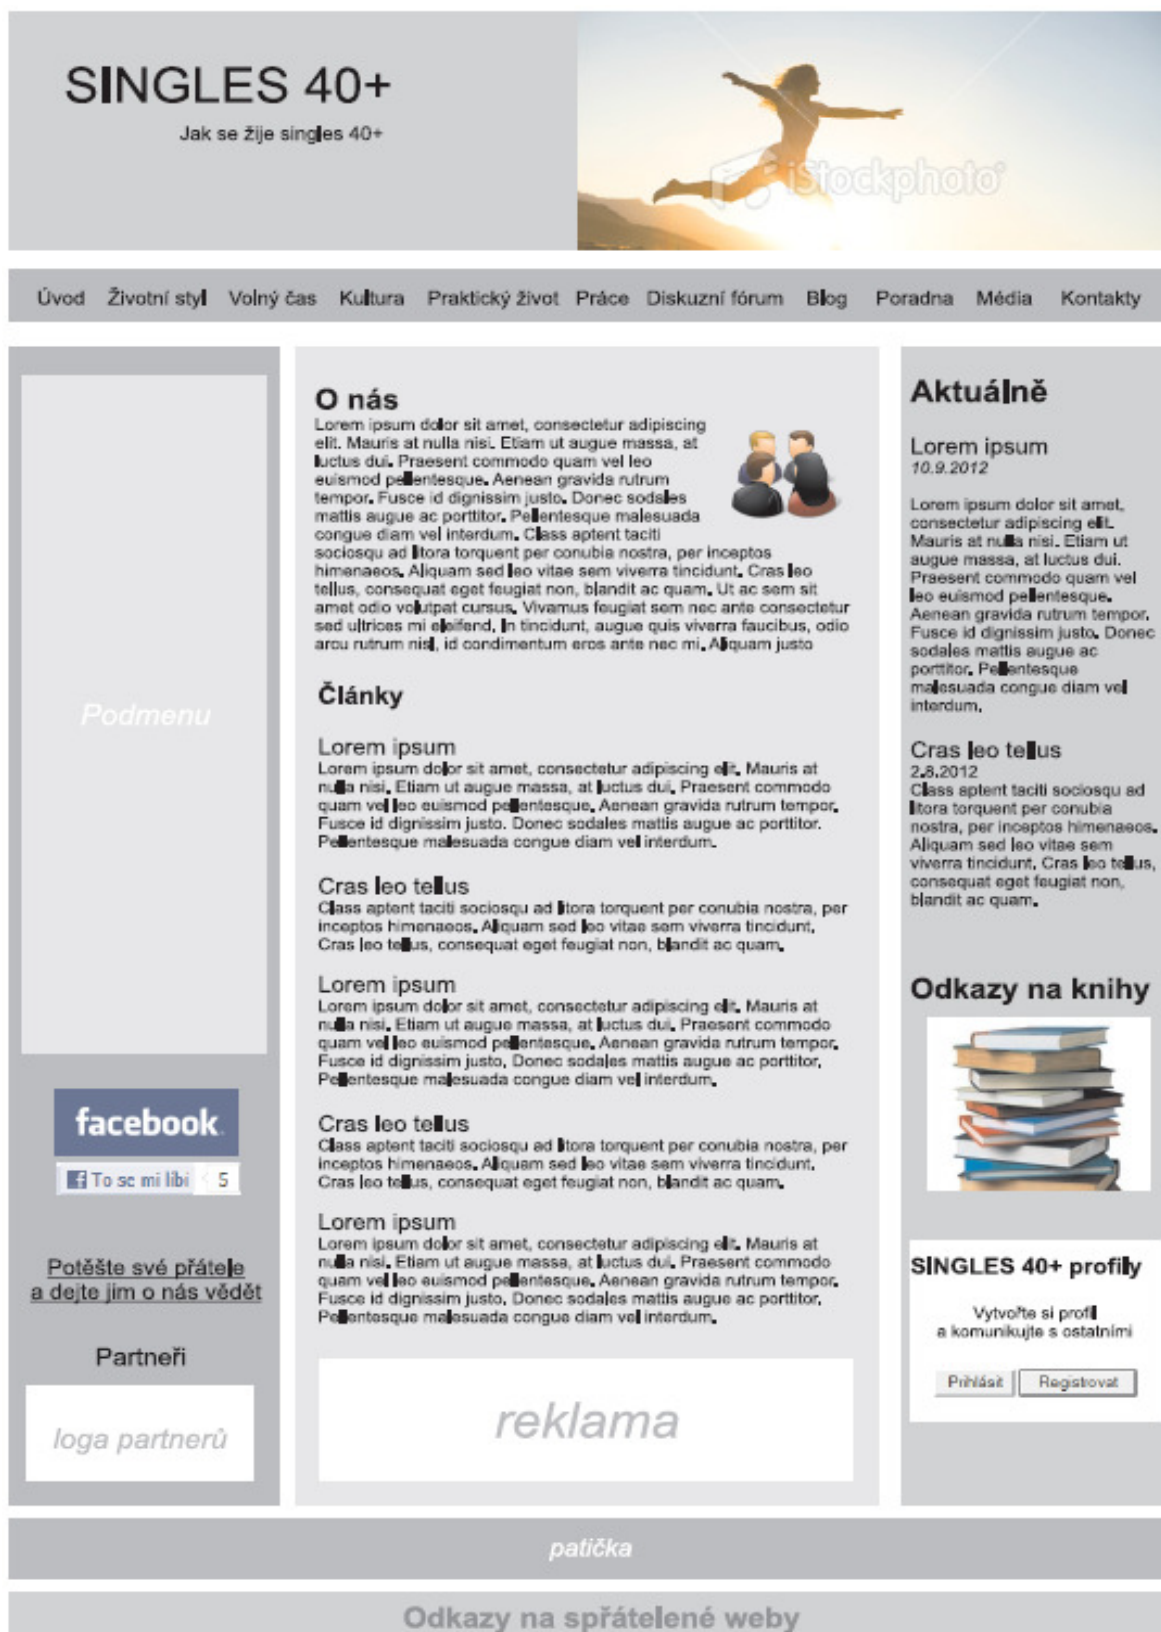 SINGLES 40+
Jak se žije singles 40+
iStockphoto
Úvod Životní styl Volný čas Kultura Praktický život Práce Diskuzní fórum Blog Poradna Média Kontakty
Podmenu
facebook
To se mi líbí 5
Potěšte své přátele
a dejte jim o nás vědět
Partneři
loga partnerů
O nás
Lorem ipsum dolor sit amet, consectetur adipiscing
elit. Mauris at nulla nisi. Etiam ut augue massa, at
luctus dui. Praesent commodo quam vel leo
euismod pellentesque. Aenean gravida rutrum
tempor. Fusce id dignissim justo. Donec sodales
mattis augue ac porttitor. Pellentesque malesuada
congue diam vel interdum. Class aptent taciti
sociosqu ad litora torquent per conubia nostra, per inceptos
himenaeos. Aliquam sed leo vitae sem viverra tincidunt. Cras leo
tellus, consequat eget feugiat non, blandit ac quam. Ut ac sem sit
amet odio volutpat cursus. Vivamus feugiat sem nec ante consectetur
sed ultrices mi eleifend. In tincidunt, augue quis viverra faucibus, odio
arcu rutrum nisl, id condimentum eros ante nec mi. Aliquam justo
Články
Lorem ipsum
Lorem ipsum dolor sit amet, consectetur adipiscing elit. Mauris at
nulla nisi. Etiam ut augue massa, at luctus dui. Praesent commodo
quam vel leo euismod pellentesque. Aenean gravida rutrum tempor.
Fusce id dignissim justo. Donec sodales mattis augue ac porttitor.
Pellentesque malesuada congue diam vel interdum.
Cras leo tellus
Class aptent taciti sociosqu ad litora torquent per conubia nostra, per
inceptos himenaeos. Aliquam sed leo vitae sem viverra tincidunt.
Cras leo tellus, consequat eget feugiat non, blandit ac quam.
Lorem ipsum
Lorem ipsum dolor sit amet, consectetur adipiscing elit. Mauris at
nulla nisi. Etiam ut augue massa, at luctus dui. Praesent commodo
quam vel leo euismod pellentesque. Aenean gravida rutrum tempor.
Fusce id dignissim justo. Donec sodales mattis augue ac porttitor.
Pellentesque malesuada congue diam vel interdum.
Cras leo tellus
Class aptent taciti sociosqu ad litora torquent per conubia nostra, per
inceptos himenaeos. Aliquam sed leo vitae sem viverra tincidunt.
Cras leo tellus, consequat eget feugiat non, blandit ac quam.
Lorem ipsum
Lorem ipsum dolor sit amet, consectetur adipiscing elit. Mauris at
nulla nisi. Etiam ut augue massa, at luctus dui. Praesent commodo
quam vel leo euismod pellentesque. Aenean gravida rutrum tempor.
Fusce id dignissim justo. Donec sodales mattis augue ac porttitor.
Pellentesque malesuada congue diam vel interdum.
reklama
Aktuálně
Lorem ipsum
10.9.2012
Lorem ipsum dolor sit amet,
consectetur adipiscing elit.
Mauris at nulla nisi. Etiam ut
augue massa, at luctus dui.
Praesent commodo quam vel
leo euismod pellentesque.
Aenean gravida rutrum tempor.
Fusce id dignissim justo. Donec
sodales mattis augue ac
porttitor. Pellentesque
malesuada congue diam vel
interdum.
Cras leo tellus
2.8.2012
Class aptent taciti sociosqu ad
litora torquent per conubia
nostra, per inceptos himenaeos.
Aliquam sed leo vitae sem
viverra tincidunt. Cras leo tellus,
consequat eget feugiat non,
blandit ac quam.
Odkazy na knihy
SINGLES 40+ profily
Vytvořte si profil
a komunikujte s ostatními
Prihlásit Registrovat
patička
Odkazy na spřátelené weby